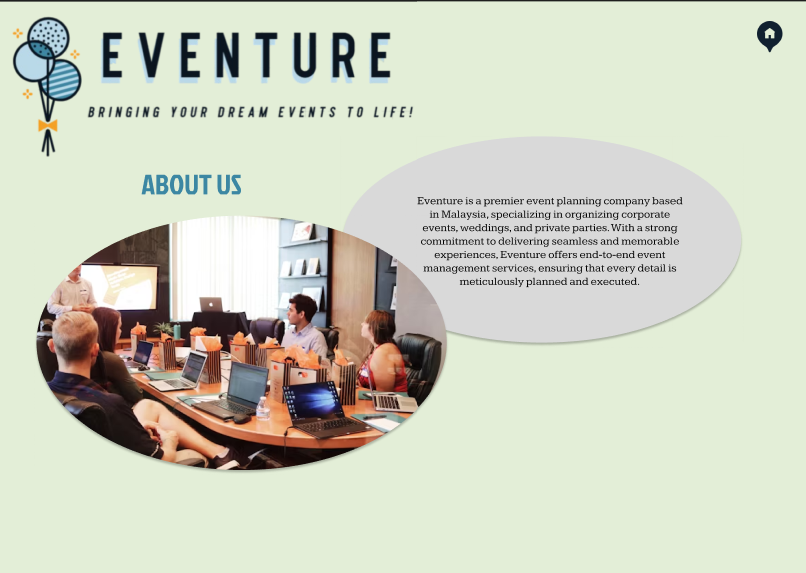 EVENTURE
BRINGING YOUR DREAM EVENTS TO LIFE!
ABOUT US
Eventure is a premier event planning company based
in Malaysia, specializing in organizing corporate
events, weddings, and private parties. With a strong
commitment to delivering seamless and memorable
experiences, Eventure offers end-to-end event
management services, ensuring that every detail is
meticulously planned and executed.